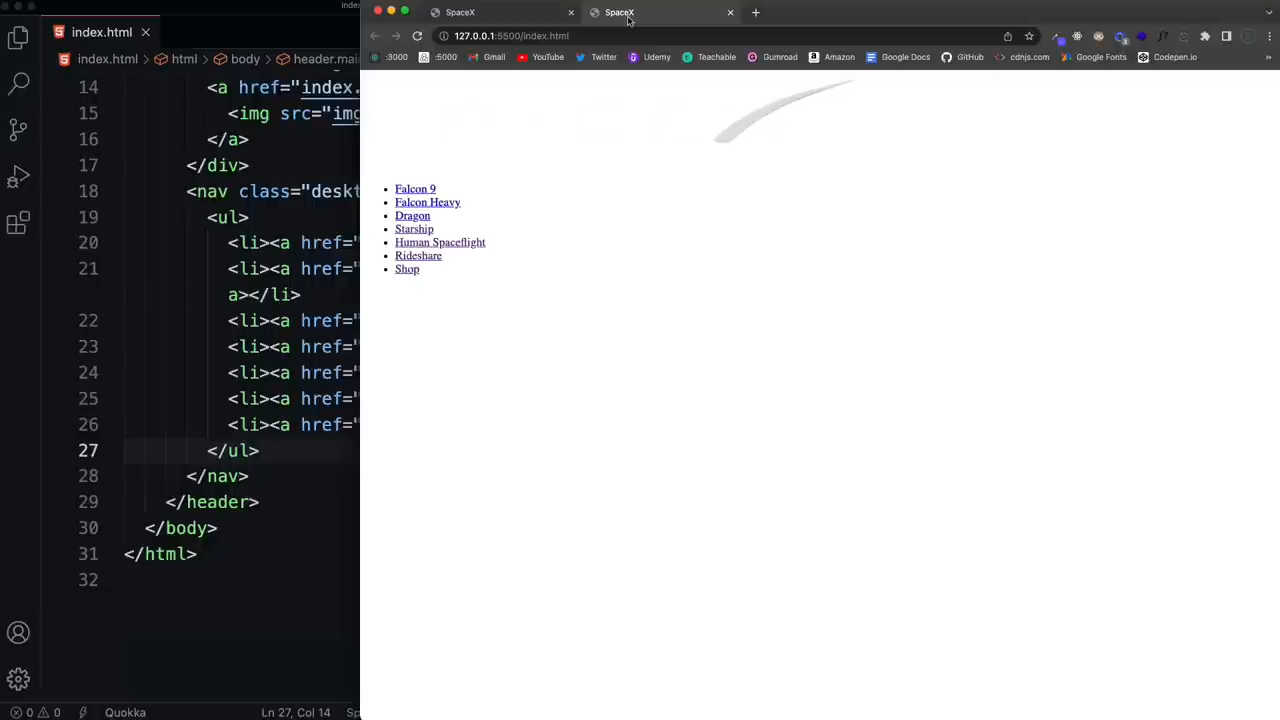 index.html
index.html > html > body > header.mai
14 <a href="index.
15 <img src="img
16 </a>
17 </div>
18 <nav class="deskt
19 <ul>
20 <li><a href="
21 <li><a href="
a></li>
22 <li><a href="
23 <li><a href="
24 <li><a href="
25 <li><a href="
26 <li><a href="
27 </ul>
28 </nav>
29 </header>
30 </body>
31 </html>
32
0 0 Quokka Ln 27, Col 14 Sp
index
SpaceX
SpaceX
127.0.0.1:5500/index.html
:3000 :5000 Gmail YouTube Twitter Udemy Teachable Gumroad Amazon Google Docs GitHub cdnjs.com Google Fonts Codepen.io »
Falcon 9
Falcon Heavy
Dragon
Starship
Human Spaceflight
Rideshare
Shop